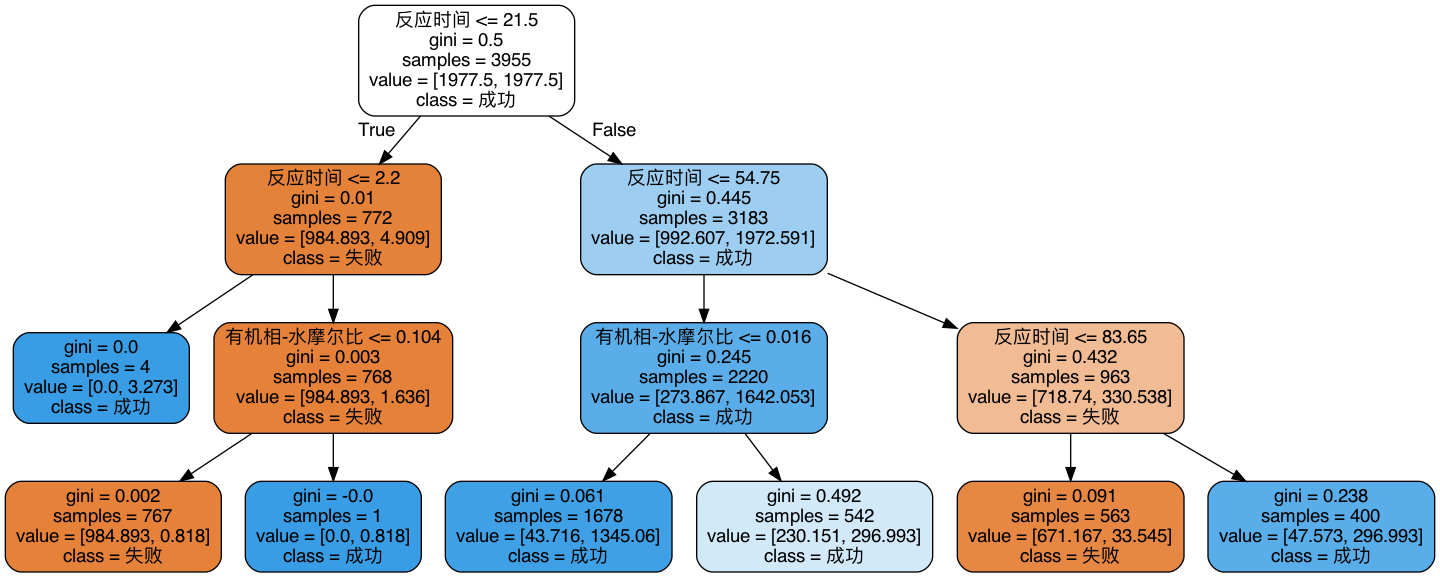 反应时间 <= 21.5
gini = 0.5
samples = 3955
value = [1977.5, 1977.5]
class = 成功
True
False
反应时间 <= 2.2
gini = 0.01
samples = 772
value = [984.893, 4.909]
class = 失败
反应时间 <= 54.75
gini = 0.445
samples = 3183
value = [992.607, 1972.591]
class = 成功
gini = 0.0
samples = 4
value = [0.0, 3.273]
class = 成功
有机相-水摩尔比 <= 0.104
gini = 0.003
samples = 768
value = [984.893, 1.636]
class = 失败
有机相-水摩尔比 <= 0.016
gini = 0.245
samples = 2220
value = [273.867, 1642.053]
class = 成功
反应时间 <= 83.65
gini = 0.432
samples = 963
value = [718.74, 330.538]
class = 失败
gini = 0.002
samples = 767
value = [984.893, 0.818]
class = 失败
gini = -0.0
samples = 1
value = [0.0, 0.818]
class = 成功
gini = 0.061
samples = 1678
value = [43.716, 1345.06]
class = 成功
gini = 0.492
samples = 542
value = [230.151, 296.993]
class = 成功
gini = 0.091
samples = 563
value = [671.167, 33.545]
class = 失败
gini = 0.238
samples = 400
value = [47.573, 296.993]
class = 成功